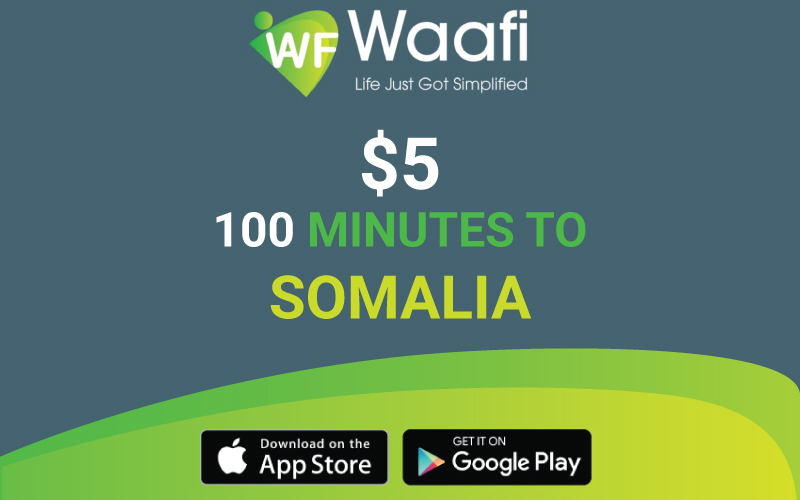 WF Waafi
Life Just Got Simplified
$5
100 MINUTES TO
SOMALIA
Download on the
App Store
GET IT ON
Google Play